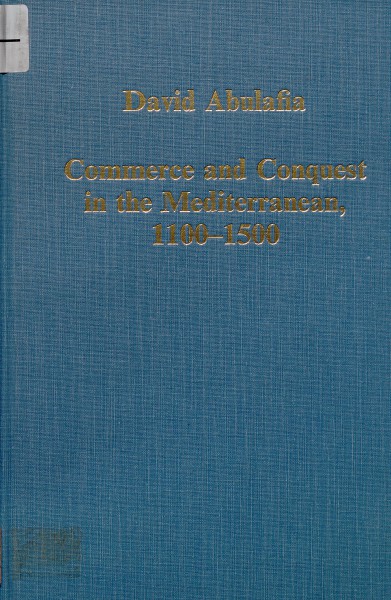 David Abulafia
Commerce and Conquest
in the Mediterranean,
1100–1500